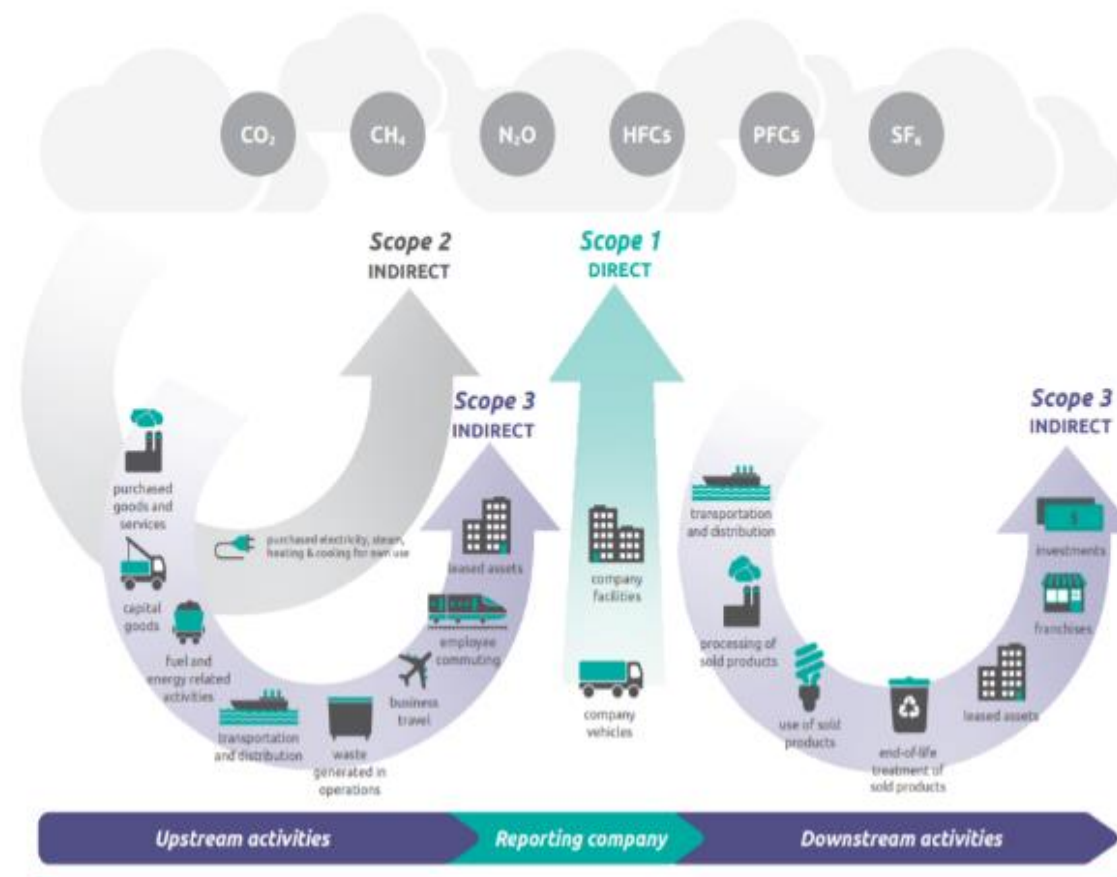 CO₂
CH₄
N₂O
HFCs
PFCs
SF₆
Scope 2
INDIRECT
Scope 1
DIRECT
Scope 3
INDIRECT
Scope 3
INDIRECT
purchased
goods and
services
capital
goods
fuel and
energy related
activities
transportation
and distribution
waste
generated in
operations
business
travel
employee
commuting
leased assets
purchased electricity, steam,
heating & cooling for own use
company
facilities
company
vehicles
transportation
and distribution
processing of
sold products
use of sold
products
end-of-life
treatment of
sold products
leased assets
franchises
investments
$
Upstream activities
Reporting company
Downstream activities